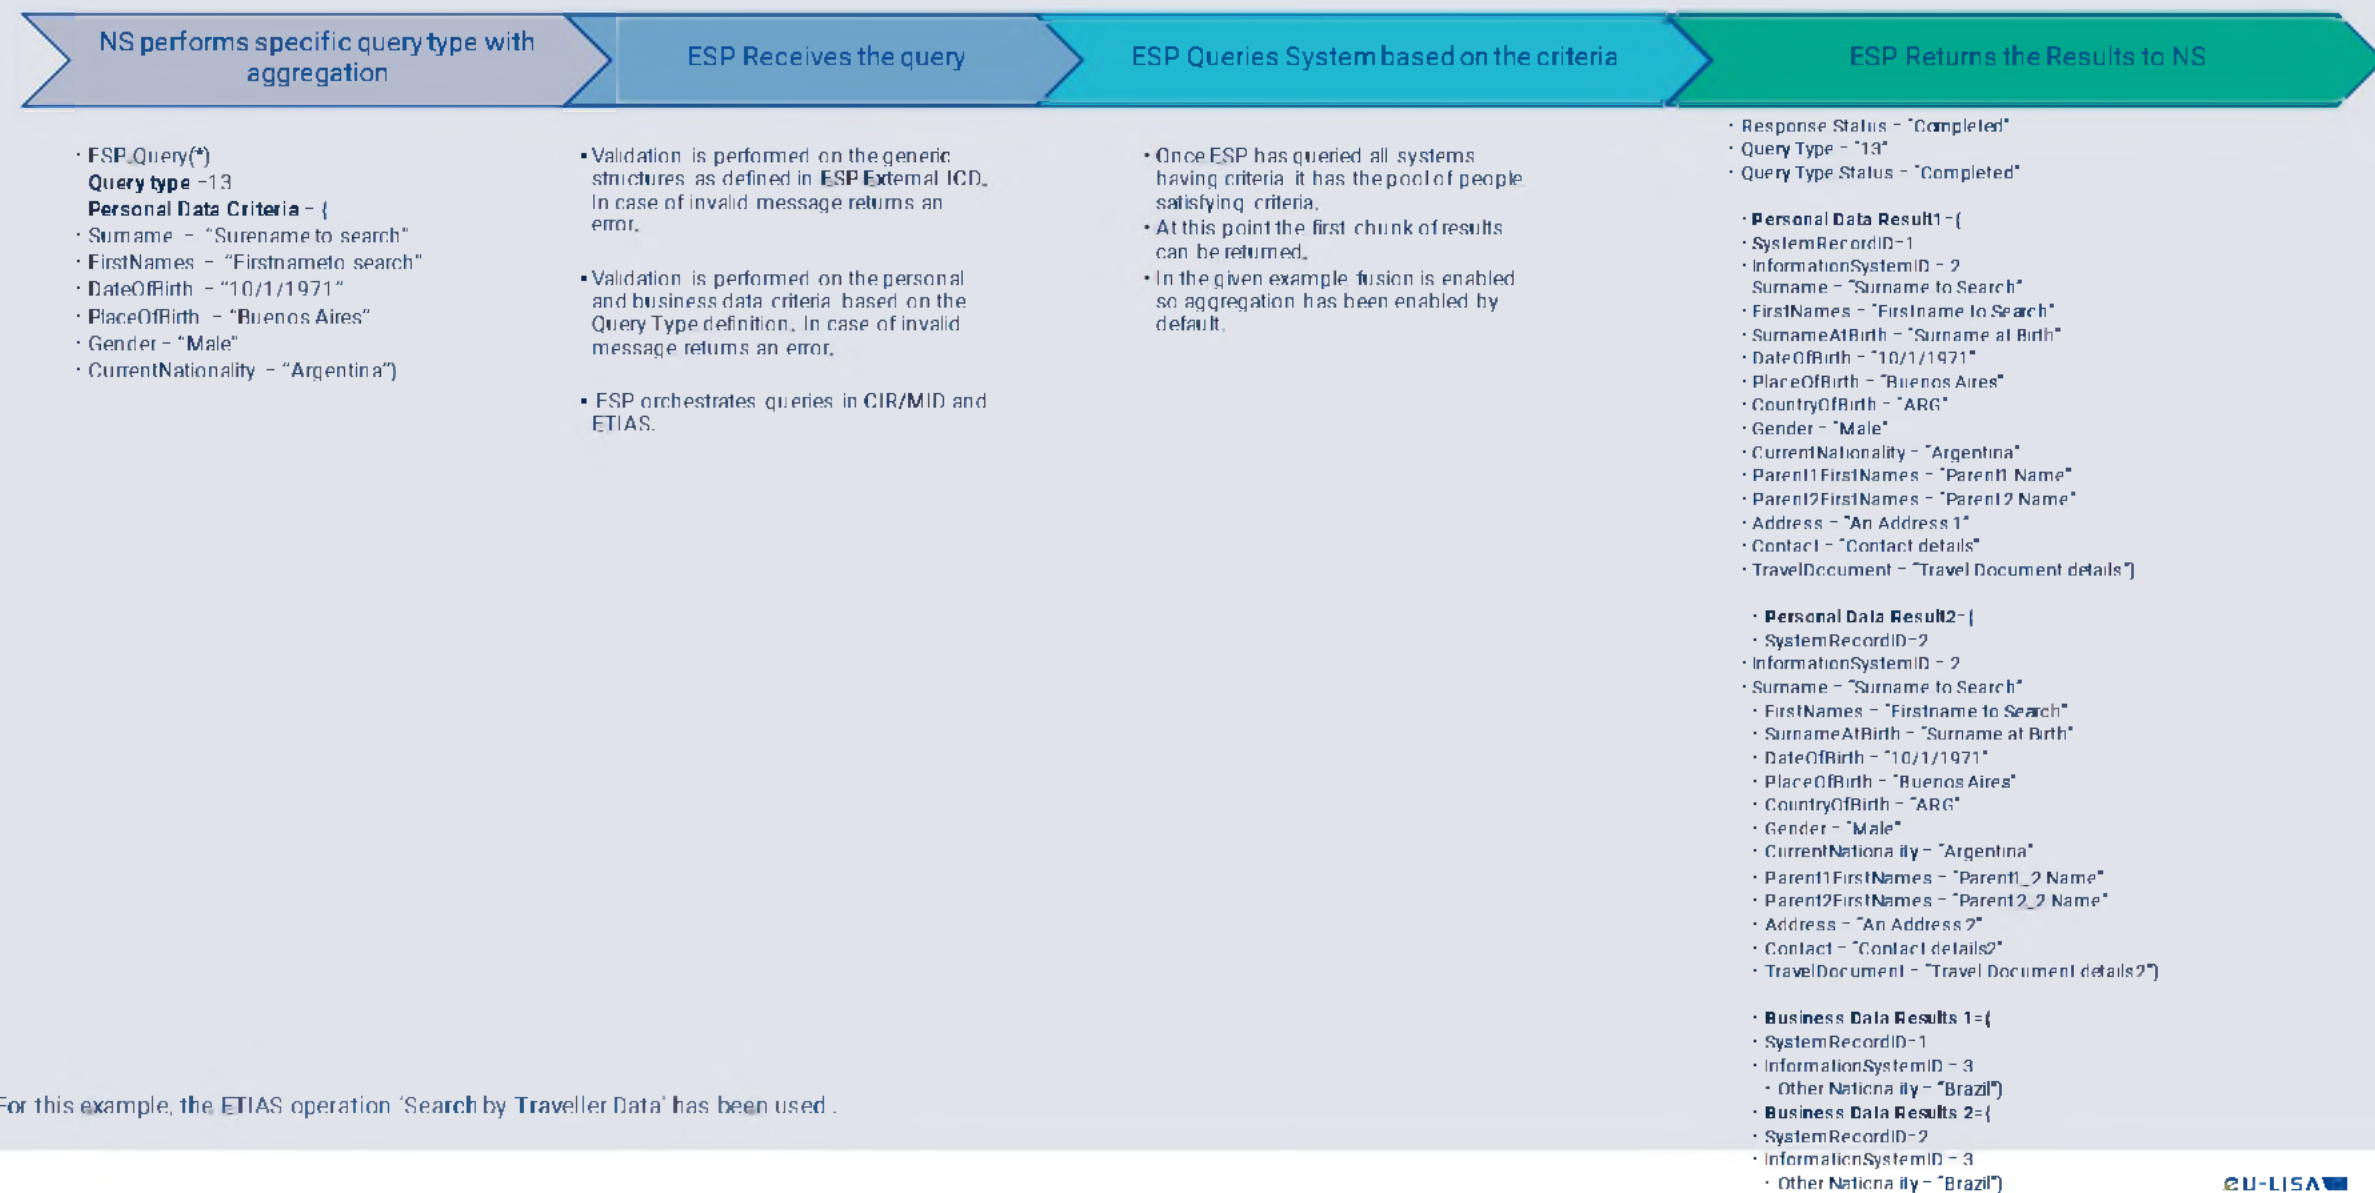 NS performs specific query type with
aggregation
ESP Receives the query
ESP Queries System based on the criteria
ESP Returns the Results to NS
· ESP_Query(*)
Query type =13
Personal Data Criteria = {
· Surname = “Surename to search”
· FirstNames = “Firstnameto search”
· DateOfBirth = “10/1/1971”
· PlaceOfBirth = “Buenos Aires”
· Gender = “Male”
· CurrentNationality = “Argentina”}
▪ Validation is performed on the generic
structures as defined in ESP External ICD.
In case of invalid message returns an
error.
▪ Validation is performed on the personal
and business data criteria based on the
Query Type definition. In case of invalid
message returns an error.
▪ ESP orchestrates queries in CIR/MID and
ETIAS.
• Once ESP has queried all systems
having criteria it has the pool of people
satisfying criteria.
• At this point the first chunk of results
can be returned.
• In the given example fusion is enabled
so aggregation has been enabled by
default.
· Response Status = "Completed"
· Query Type = "13"
· Query Type Status = "Completed"
· Personal Data Result1={
· SystemRecordID=1
· InformationSystemID = 2
Surname = "Surname to Search"
· FirstNames = "Firstname to Search"
· SurnameAtBirth = "Surname at Birth"
· DateOfBirth = "10/1/1971"
· PlaceOfBirth = "Buenos Aires"
· CountryOfBirth = "ARG"
· Gender = "Male"
· CurrentNationality = "Argentina"
· Parent1FirstNames = "Parent1 Name"
· Parent2FirstNames = "Parent2 Name"
· Address = "An Address 1"
· Contact = "Contact details"
· TravelDocument = "Travel Document details"}
· Personal Data Result2={
· SystemRecordID=2
· InformationSystemID = 2
· Surname = "Surname to Search"
· FirstNames = "Firstname to Search"
· SurnameAtBirth = "Surname at Birth"
· DateOfBirth = "10/1/1971"
· PlaceOfBirth = "Buenos Aires"
· CountryOfBirth = "ARG"
· Gender = "Male"
· CurrentNationality = "Argentina"
· Parent1FirstNames = "Parent1_2 Name"
· Parent2FirstNames = "Parent2_2 Name"
· Address = "An Address 2"
· Contact = "Contact details2"
· TravelDocument = "Travel Document details2"}
· Business Data Results 1={
· SystemRecordID=1
· InformationSystemID = 3
· Other Nationality = "Brazil"}
· Business Data Results 2={
· SystemRecordID=2
· InformationSystemID = 3
· Other Nationality = "Brazil"}
For this example, the ETIAS operation ‘Search by Traveller Data’ has been used .
eu-LISA